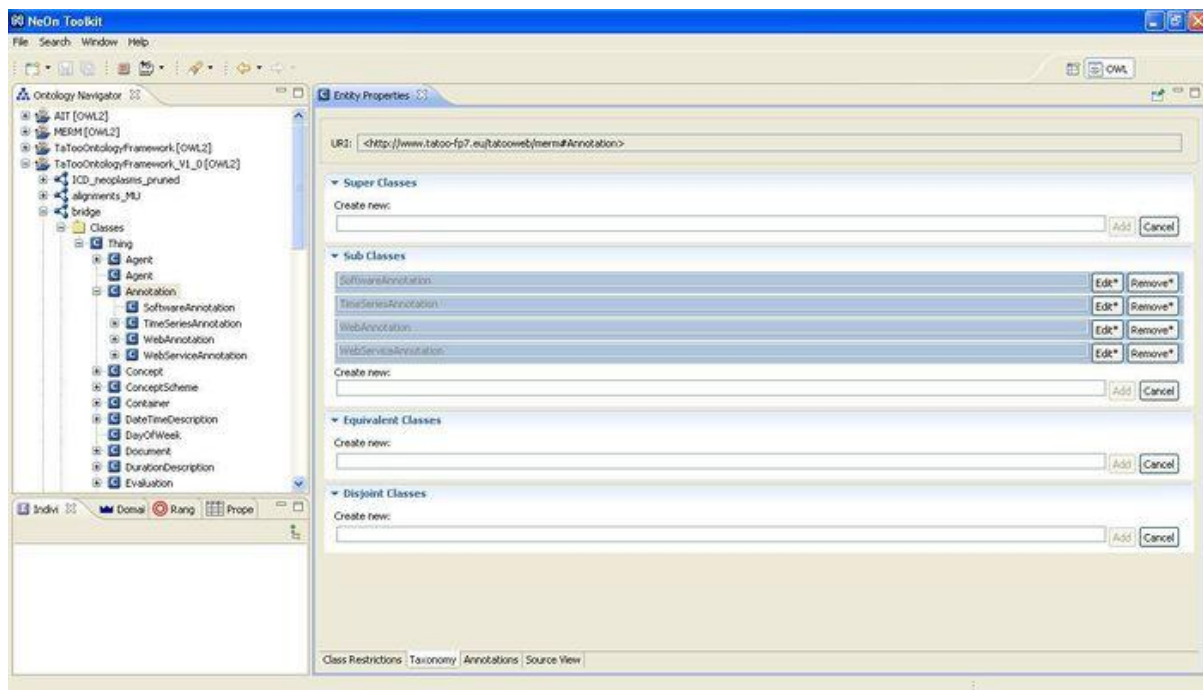 NeOn Toolkit
File Search Window Help
OWL
Ontology Navigator
AIT [OWL2]
MERM [OWL2]
TaTooOntologyFramework [OWL2]
TaTooOntologyFramework_V1_0 [OWL2]
ICD_neoplasms_pruned
alignments_MU
bridge
Classes
Thing
Agent
Agent
Annotation
SoftwareAnnotation
TimeSeriesAnnotation
WebAnnotation
WebServiceAnnotation
Concept
ConceptScheme
Container
DateTimeDescription
DayOfWeek
Document
DurationDescription
Evaluation
Indivi Domai Rang Prope
Entity Properties
URI: <http://www.tatoo-fp7.eu/tatooweb/merm#Annotation>
Super Classes
Create new:
Add Cancel
Sub Classes
SoftwareAnnotation Edit* Remove*
TimeSeriesAnnotation Edit* Remove*
WebAnnotation Edit* Remove*
WebServiceAnnotation Edit* Remove*
Create new:
Add Cancel
Equivalent Classes
Create new:
Add Cancel
Disjoint Classes
Create new:
Add Cancel
Class Restrictions Taxonomy Annotations Source View